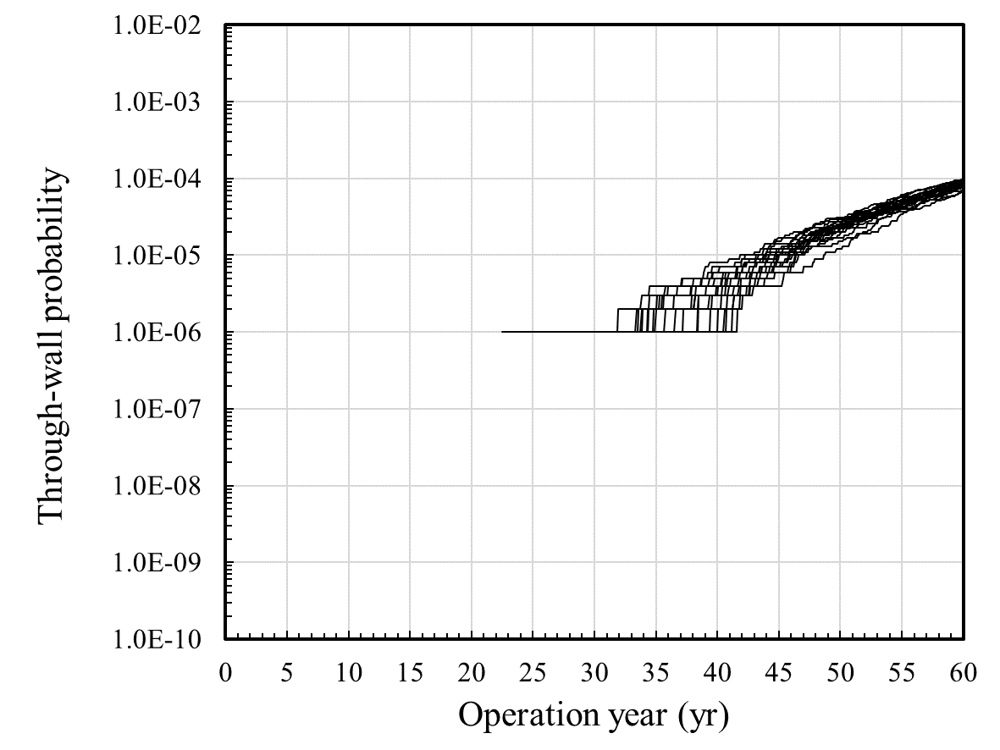 Through-wall probability
1.0E-02
1.0E-03
1.0E-04
1.0E-05
1.0E-06
1.0E-07
1.0E-08
1.0E-09
1.0E-10
0 5 10 15 20 25 30 35 40 45 50 55 60
Operation year (yr)